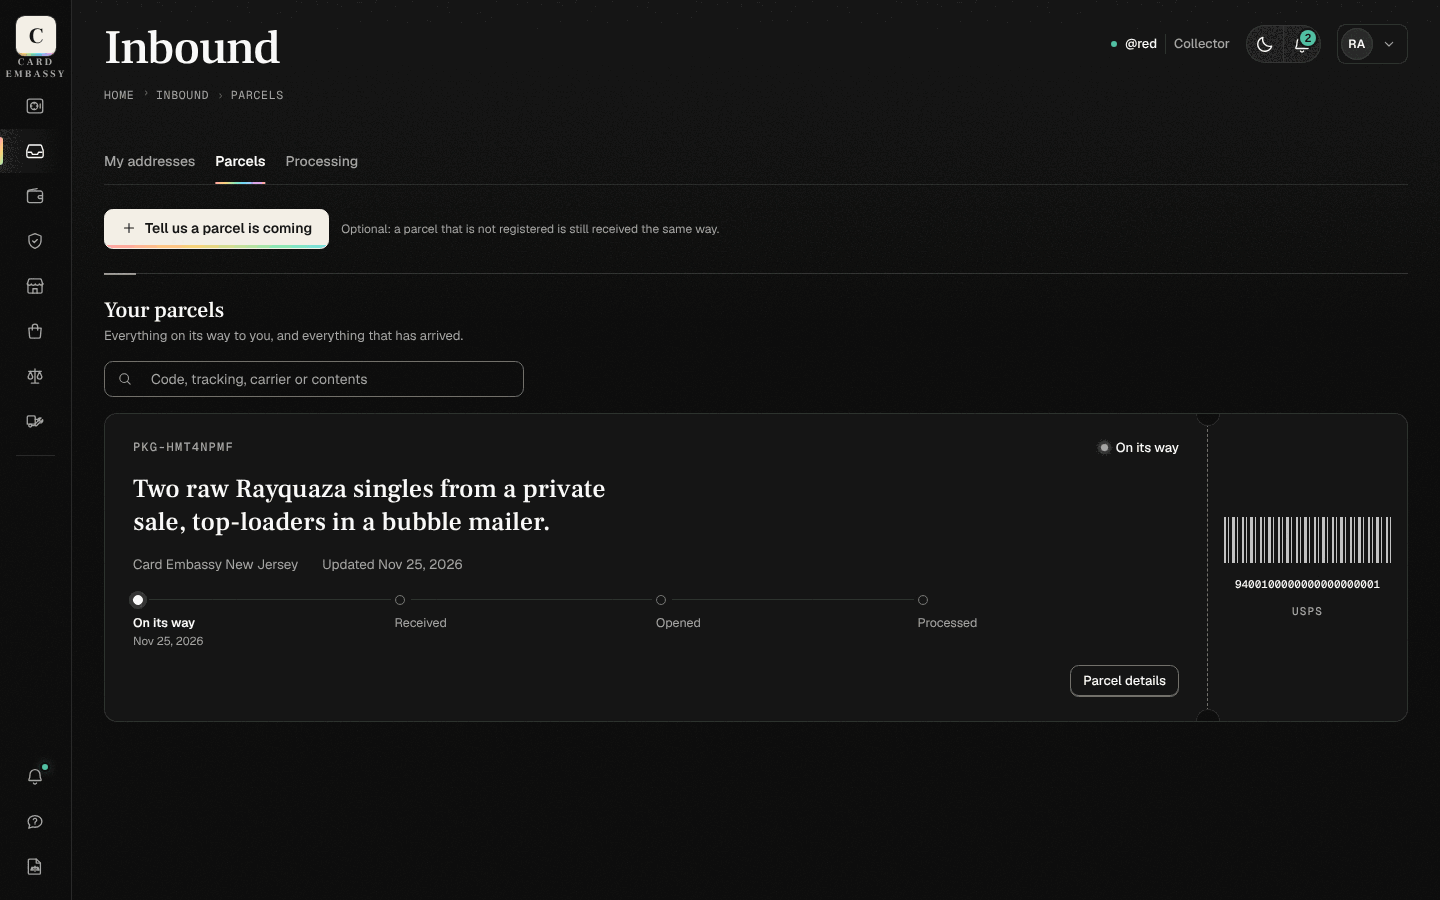 C
CARD
EMBASSY
Inbound
@red
Collector
2
RA
HOME › INBOUND › PARCELS
My addresses
Parcels
Processing
+ Tell us a parcel is coming
Optional: a parcel that is not registered is still received the same way.
Your parcels
Everything on its way to you, and everything that has arrived.
Code, tracking, carrier or contents
PKG-HMT4NPMF
On its way
Two raw Rayquaza singles from a private
sale, top-loaders in a bubble mailer.
Card Embassy New Jersey
Updated Nov 25, 2026
On its way
Nov 25, 2026
Received
Opened
Processed
Parcel details
9400100000000000000001
USPS